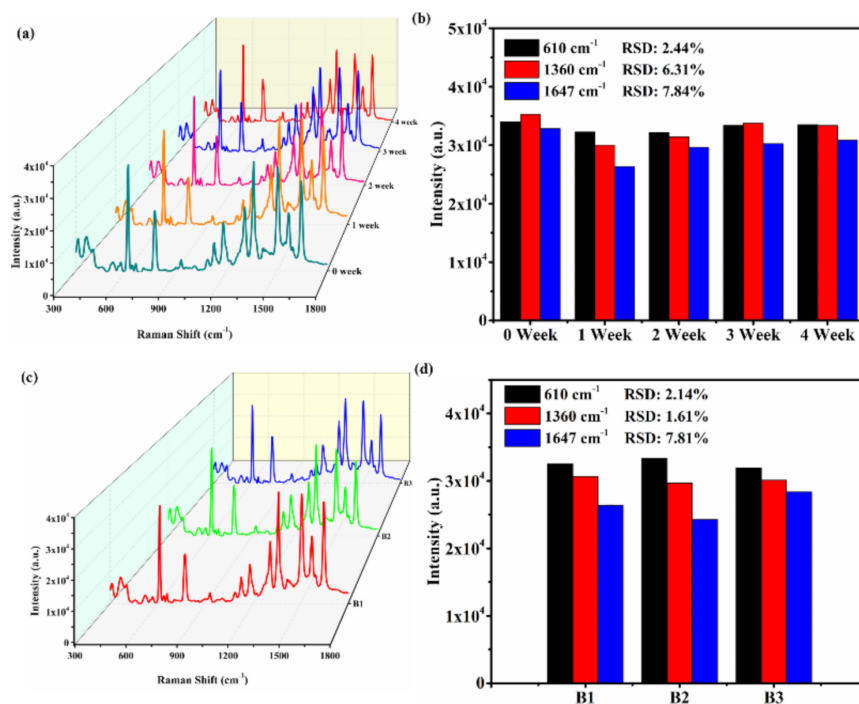 (a)
Intensity (a.u.)
4x10⁴
3x10⁴
2x10⁴
1x10⁴
0
300 600 900 1200 1500 1800
Raman Shift (cm⁻¹)
4 week
3 week
2 week
1 week
0 week
(b)
Intensity (a.u.)
5x10⁴
4x10⁴
3x10⁴
2x10⁴
1x10⁴
0
610 cm⁻¹ RSD: 2.44%
1360 cm⁻¹ RSD: 6.31%
1647 cm⁻¹ RSD: 7.84%
0 Week 1 Week 2 Week 3 Week 4 Week
(c)
Intensity (a.u.)
4x10⁴
3x10⁴
2x10⁴
1x10⁴
0
300 600 900 1200 1500 1800
Raman Shift (cm⁻¹)
B3
B2
B1
(d)
Intensity (a.u.)
4x10⁴
3x10⁴
2x10⁴
1x10⁴
0
610 cm⁻¹ RSD: 2.14%
1360 cm⁻¹ RSD: 1.61%
1647 cm⁻¹ RSD: 7.81%
B1 B2 B3